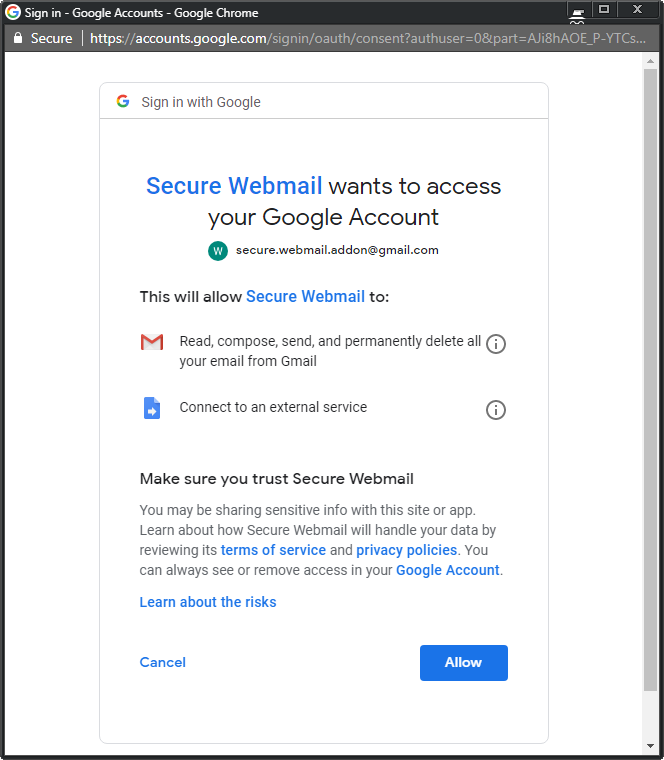 Sign in - Google Accounts - Google Chrome
Secure | https://accounts.google.com/signin/oauth/consent?authuser=0&part=AJi8hAOE_P-YTCs...
Sign in with Google
Secure Webmail wants to access
your Google Account
W secure.webmail.addon@gmail.com
This will allow Secure Webmail to:
Read, compose, send, and permanently delete all
your email from Gmail
Connect to an external service
Make sure you trust Secure Webmail
You may be sharing sensitive info with this site or app.
Learn about how Secure Webmail will handle your data by
reviewing its terms of service and privacy policies. You
can always see or remove access in your Google Account.
Learn about the risks
Cancel
Allow